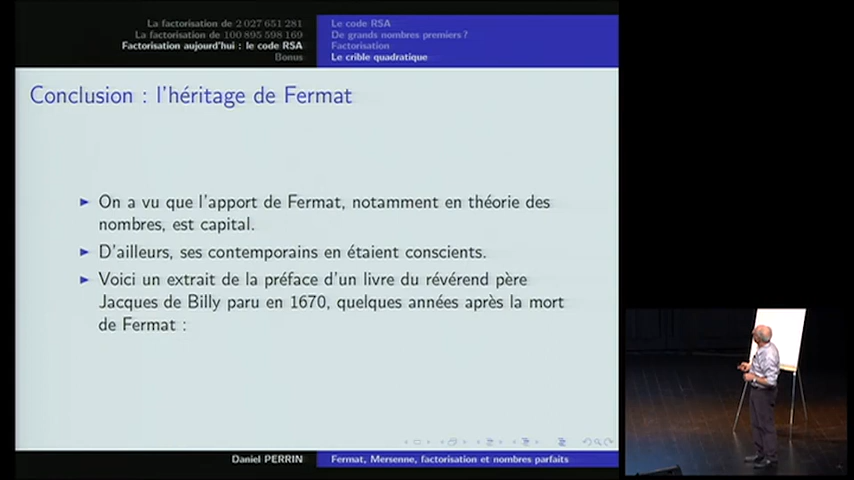 La factorisation de 2 027 651 281
La factorisation de 100 895 598 169
Factorisation aujourd'hui : le code RSA
Bonus
Le code RSA
De grands nombres premiers ?
Factorisation
Le crible quadratique
Conclusion : l'héritage de Fermat
On a vu que l'apport de Fermat, notamment en théorie des
nombres, est capital.
D'ailleurs, ses contemporains en étaient conscients.
Voici un extrait de la préface d'un livre du révérend père
Jacques de Billy paru en 1670, quelques années après la mort
de Fermat :
Daniel PERRIN
Fermat, Mersenne, factorisation et nombres parfaits